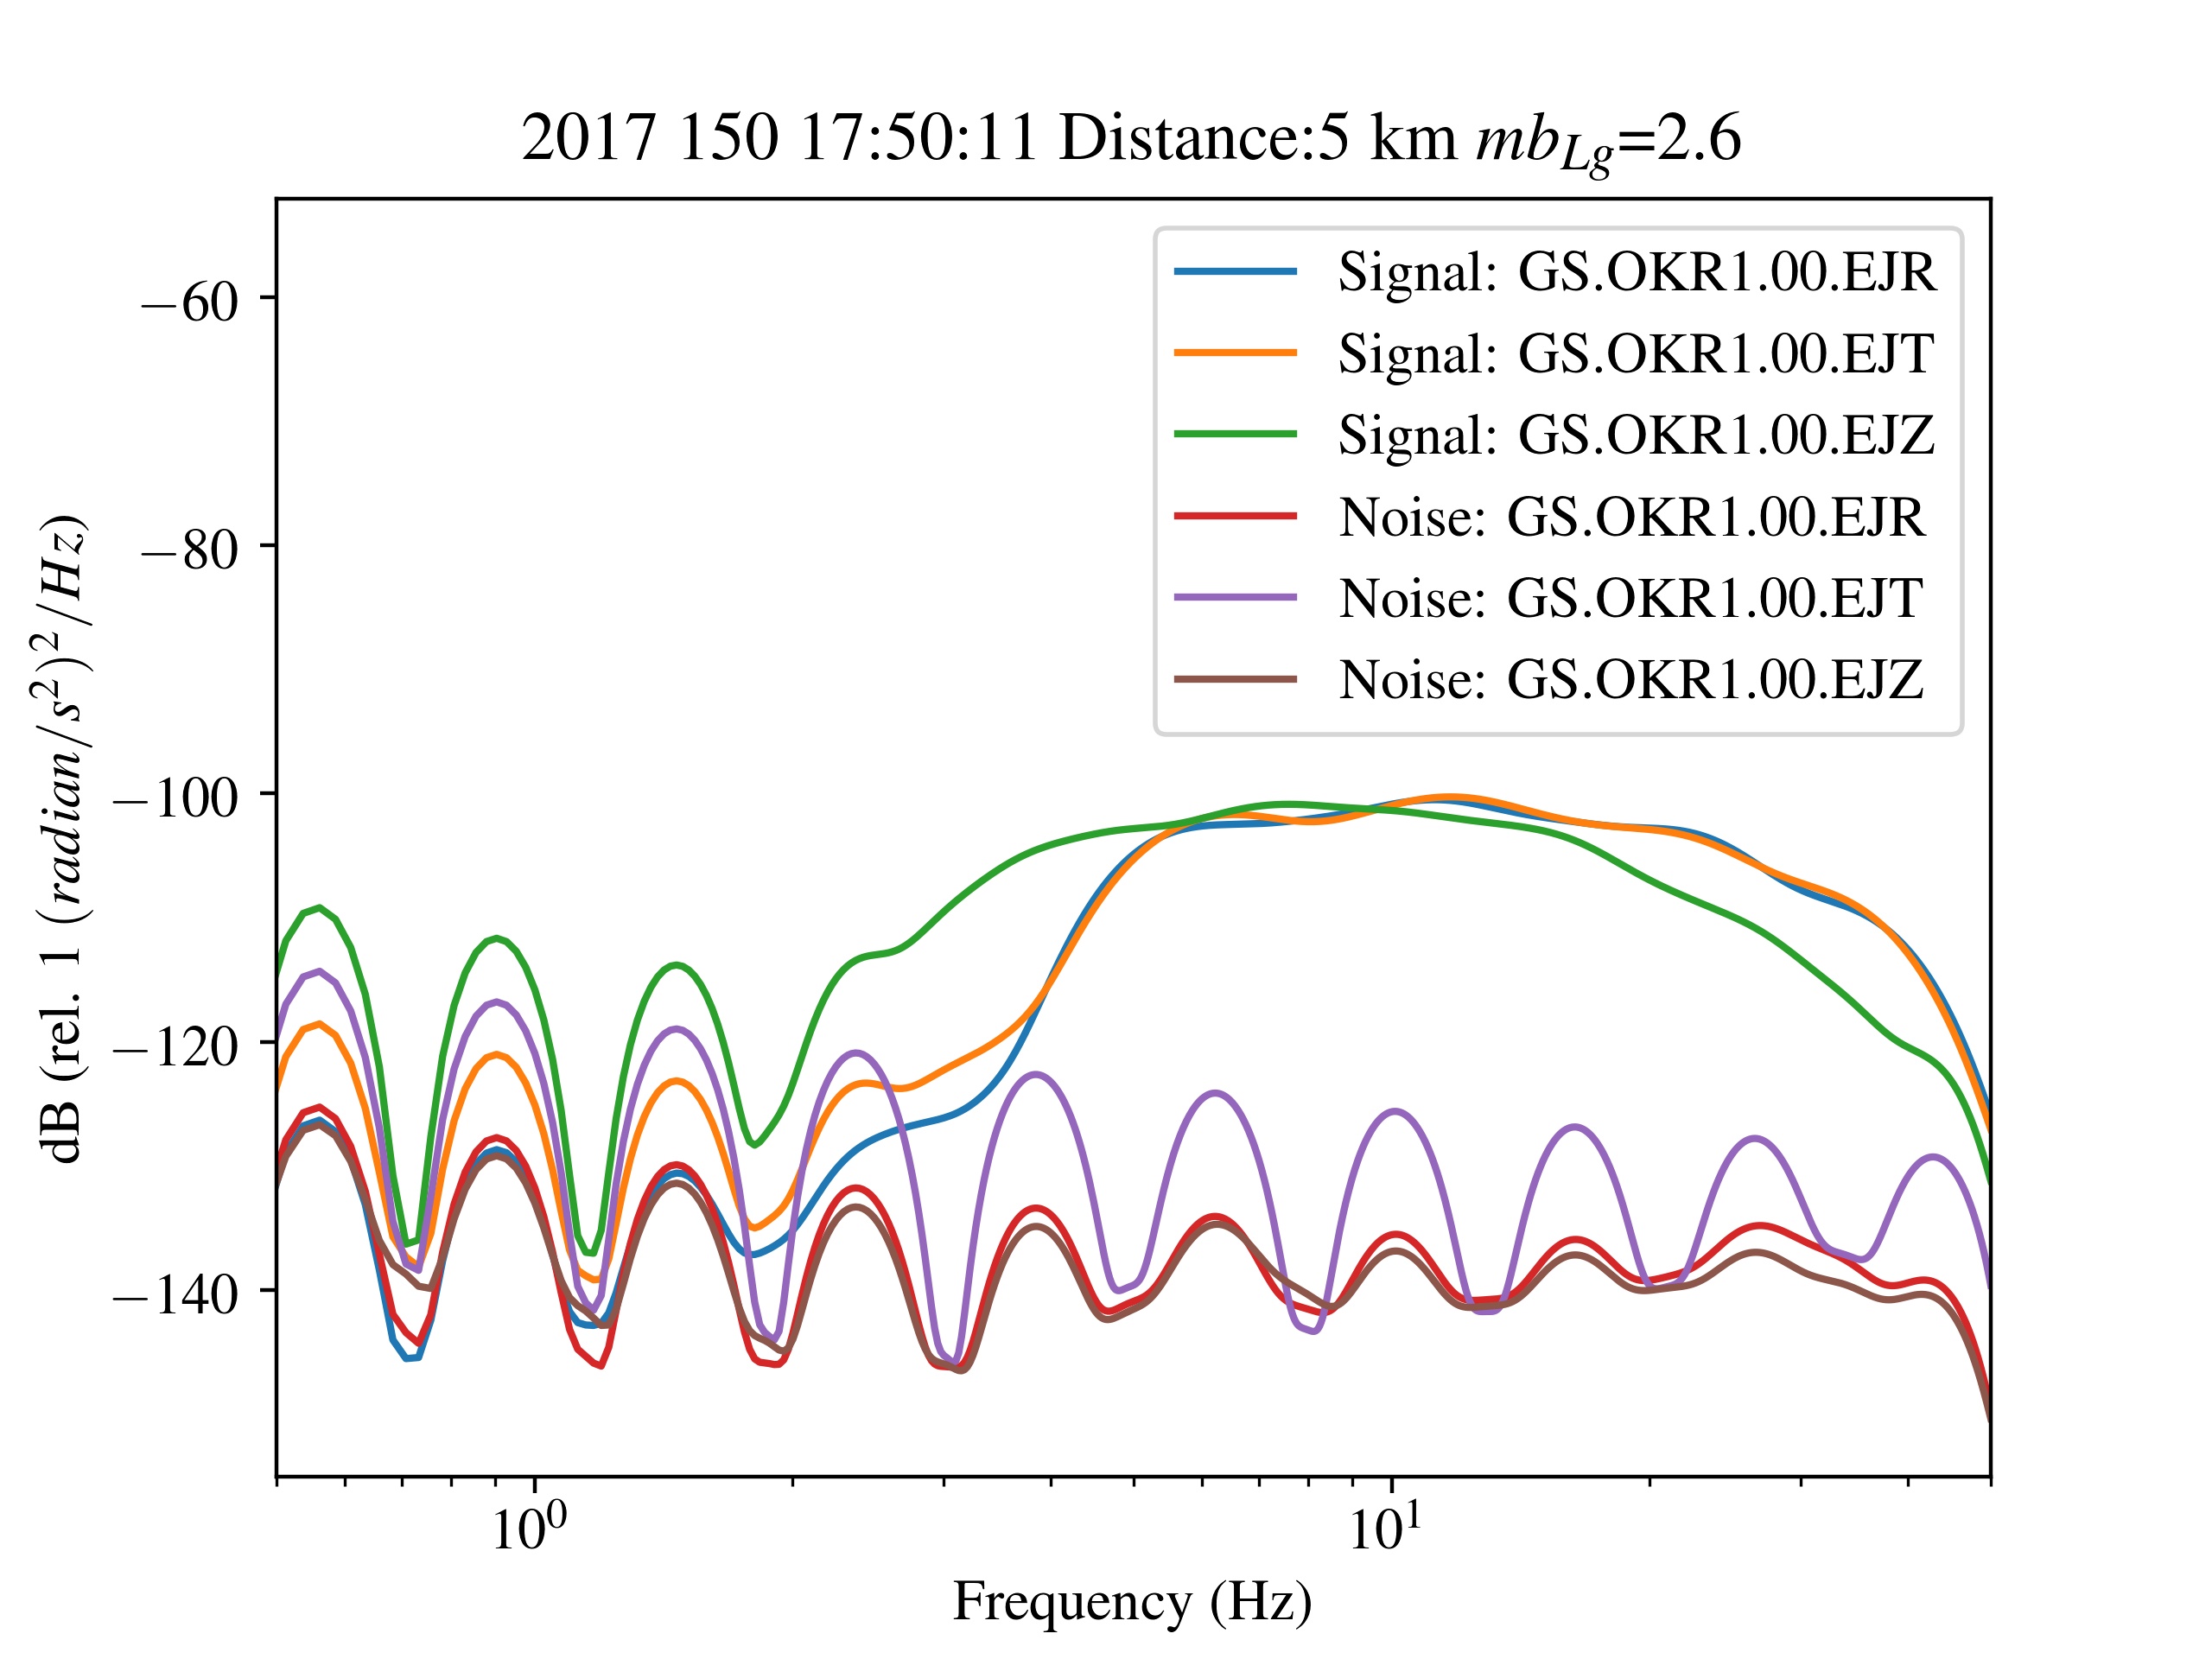 2017 150 17:50:11 Distance:5 km mb_{Lg}=2.6
Signal: GS.OKR1.00.EJR
Signal: GS.OKR1.00.EJT
Signal: GS.OKR1.00.EJZ
Noise: GS.OKR1.00.EJR
Noise: GS.OKR1.00.EJT
Noise: GS.OKR1.00.EJZ
dB (rel. 1 (radian/s²)²/Hz)
−60
−80
−100
−120
−140
10⁰
10¹
Frequency (Hz)